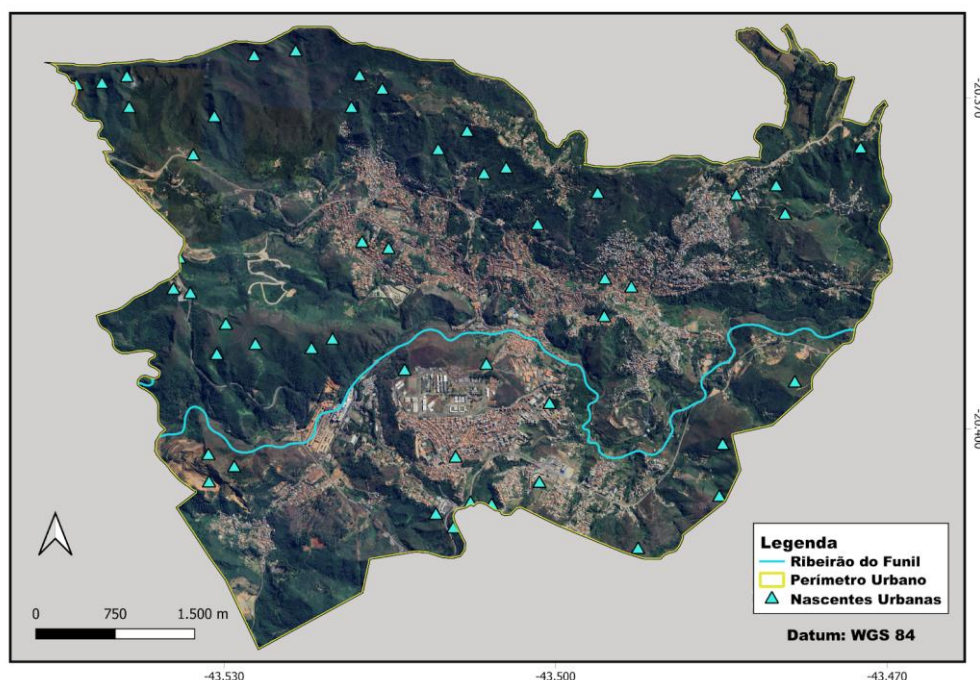 -20.370
-20.400
Legenda
Ribeirão do Funil
Perímetro Urbano
Nascentes Urbanas
Datum: WGS 84
0 750 1.500 m
-43.530 -43.500 -43.470